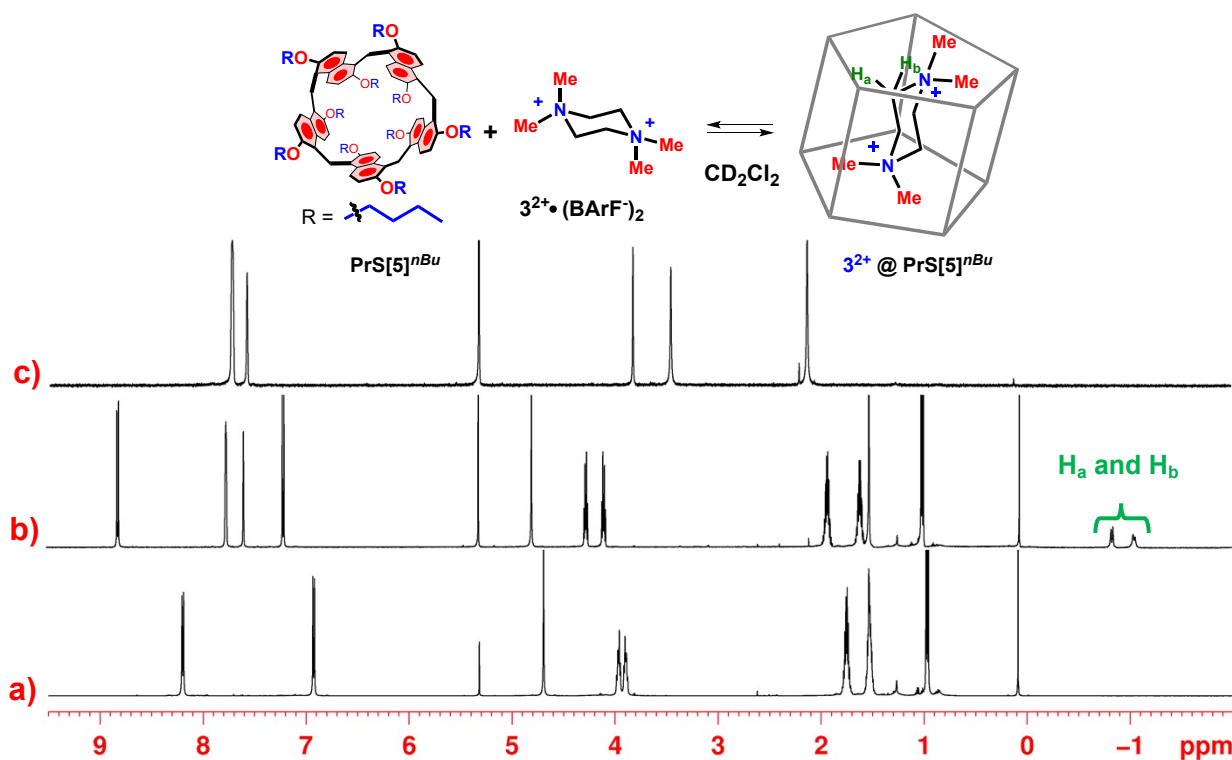 RO
OR
RO
OR
OR
RO
RO
OR
RO
OR
R =
PrS[5]ⁿᴮᵘ
+
Me
+
N
Me
+
N
Me
Me
3²⁺• (BArF⁻)₂
CD₂Cl₂
Me
Hₐ
H_b
N
Me
+
+
Me
N
Me
3²⁺ @ PrS[5]ⁿᴮᵘ
c)
b)
Hₐ and H_b
a)
9 8 7 6 5 4 3 2 1 0 −1 ppm